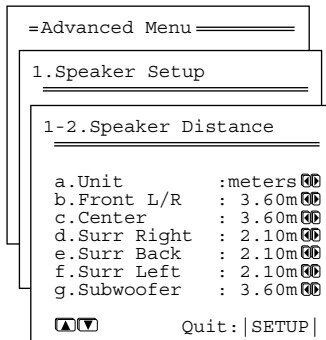 =Advanced Menu
1.Speaker Setup
1-2.Speaker Distance
a.Unit :meters
b.Front L/R : 3.60m
c.Center : 3.60m
d.Surr Right : 2.10m
e.Surr Back : 2.10m
f.Surr Left : 2.10m
g.Subwoofer : 3.60m
Quit:|SETUP|